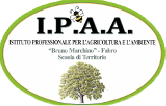 I.P.A.A.
ISTITUTO PROFESSIONALE PER L'AGRICOLTURA E L'AMBIENTE
"Bruno Marchino" - Fabro
Scuola di Territorio